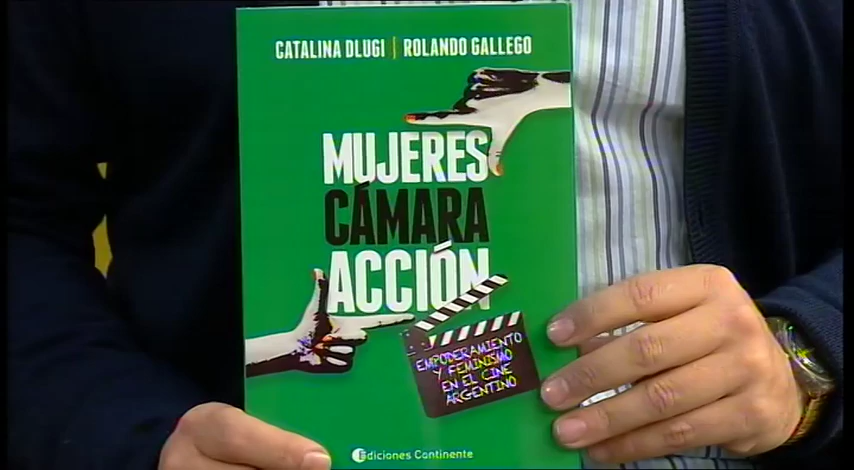 CATALINA DLUGI | ROLANDO GALLEGO
MUJERES
CÁMARA
ACCIÓN
EMPODERAMIENTO
Y FEMINISMO
EN EL CINE
ARGENTINO
Ediciones Continente